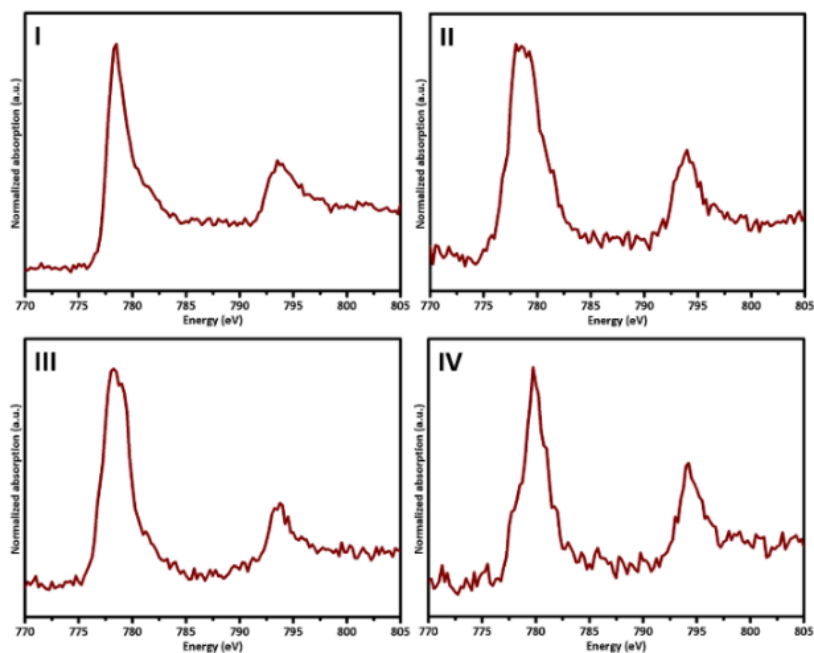 I
Normalized absorption (a.u.)
770 775 780 785 790 795 800 805
Energy (eV)
II
Normalized absorption (a.u.)
770 775 780 785 790 795 800 805
Energy (eV)
III
Normalized absorption (a.u.)
770 775 780 785 790 795 800 805
Energy (eV)
IV
Normalized absorption (a.u.)
770 775 780 785 790 795 800 805
Energy (eV)